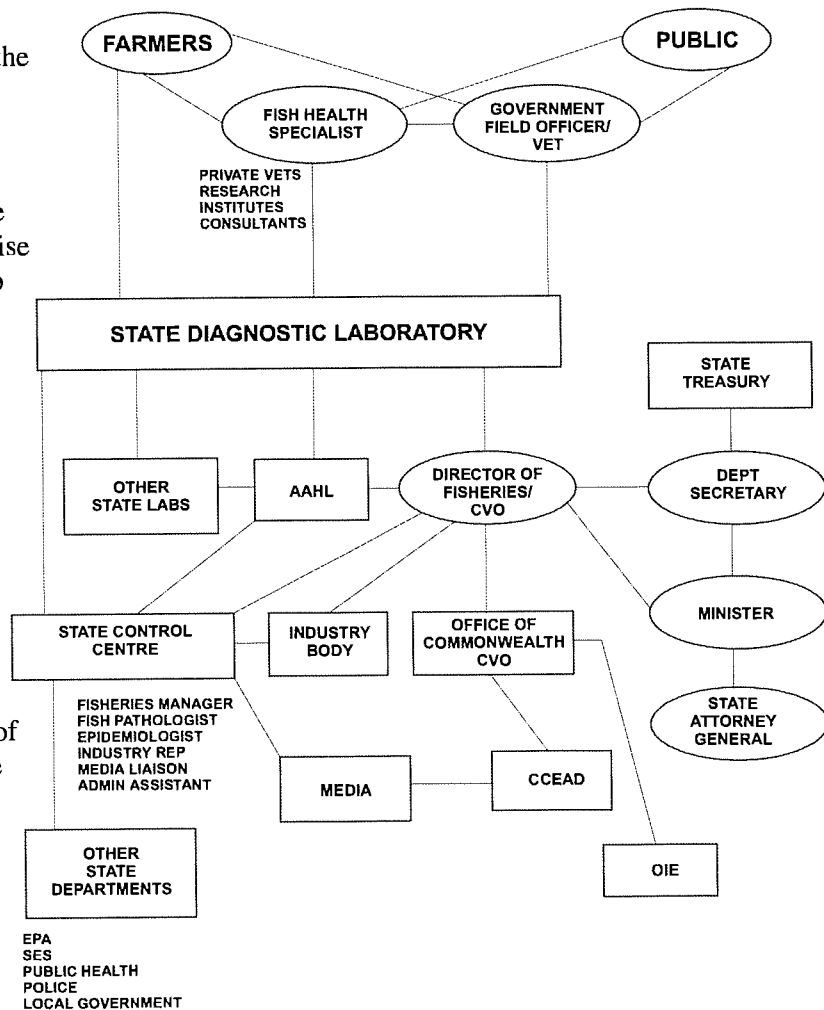 the
e
ise
o
of
e
FARMERS
PUBLIC
FISH HEALTH
SPECIALIST
GOVERNMENT
FIELD OFFICER/
VET
PRIVATE VETS
RESEARCH
INSTITUTES
CONSULTANTS
STATE DIAGNOSTIC LABORATORY
STATE
TREASURY
OTHER
STATE LABS
AAHL
DIRECTOR OF
FISHERIES/
CVO
DEPT
SECRETARY
STATE CONTROL
CENTRE
INDUSTRY
BODY
OFFICE OF
COMMONWEALTH
CVO
MINISTER
FISHERIES MANAGER
FISH PATHOLOGIST
EPIDEMIOLOGIST
INDUSTRY REP
MEDIA LIAISON
ADMIN ASSISTANT
STATE
ATTORNEY
GENERAL
MEDIA
CCEAD
OTHER
STATE
DEPARTMENTS
OIE
EPA
SES
PUBLIC HEALTH
POLICE
LOCAL GOVERNMENT